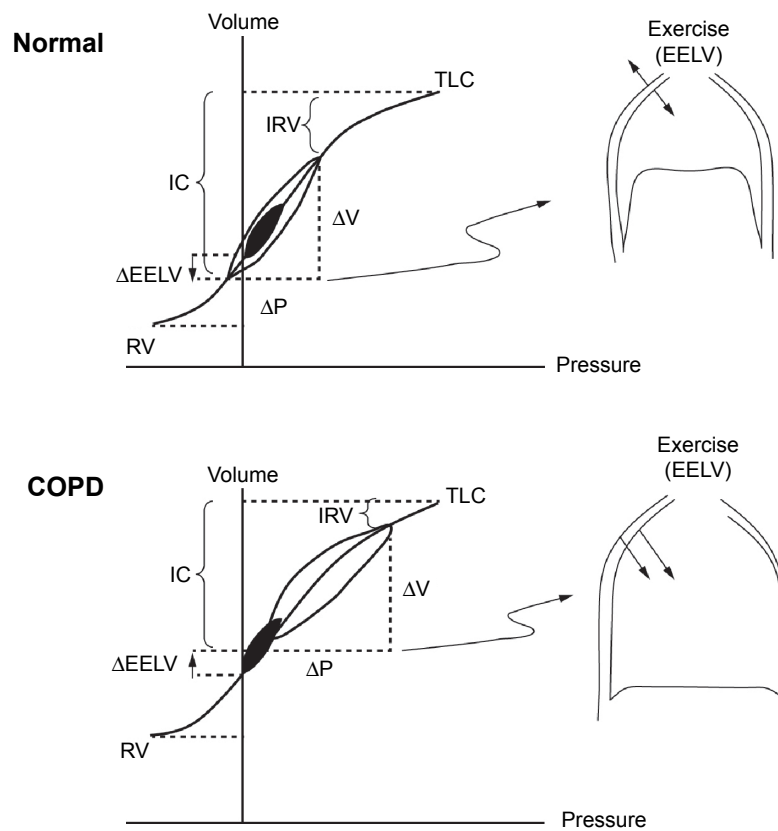 Normal
Volume
Exercise
(EELV)
TLC
IRV
IC
ΔV
ΔEELV
ΔP
RV
Pressure
COPD
Volume
Exercise
(EELV)
TLC
IRV
IC
ΔV
ΔEELV
ΔP
RV
Pressure